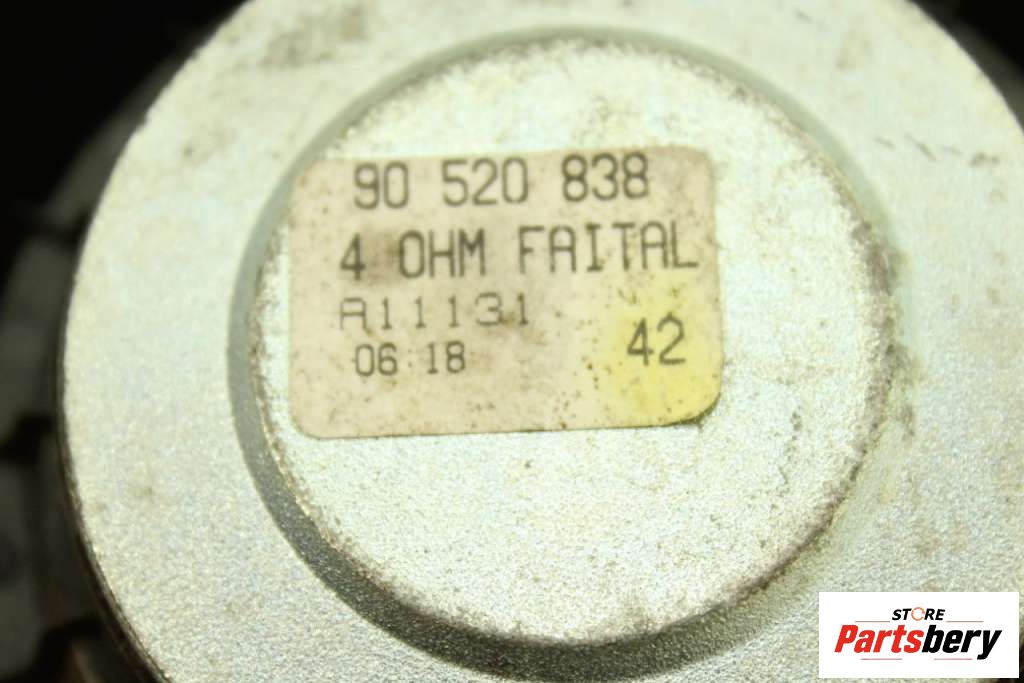 90 520 838
4 OHM FAITAL
A11131
06:18
42
STORE
Partsbery